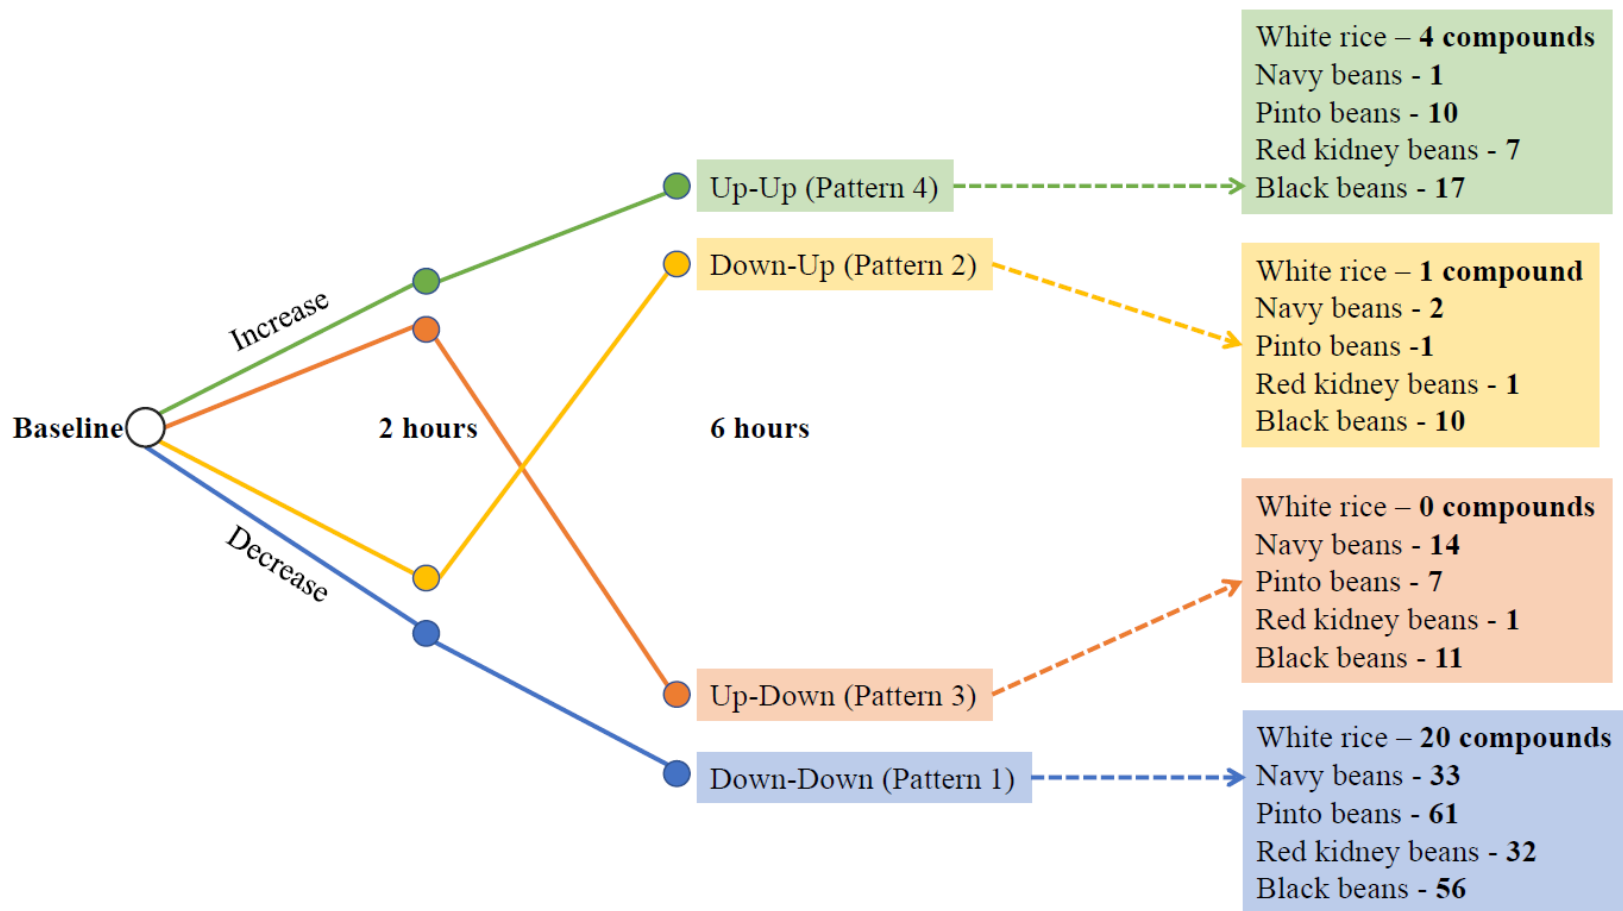 White rice – 4 compounds
Navy beans - 1
Pinto beans - 10
Red kidney beans - 7
Black beans - 17
Up-Up (Pattern 4)
Down-Up (Pattern 2)
White rice – 1 compound
Navy beans - 2
Pinto beans -1
Red kidney beans - 1
Black beans - 10
Increase
Baseline
2 hours
6 hours
Decrease
White rice – 0 compounds
Navy beans - 14
Pinto beans - 7
Red kidney beans - 1
Black beans - 11
Up-Down (Pattern 3)
Down-Down (Pattern 1)
White rice – 20 compounds
Navy beans - 33
Pinto beans - 61
Red kidney beans - 32
Black beans - 56